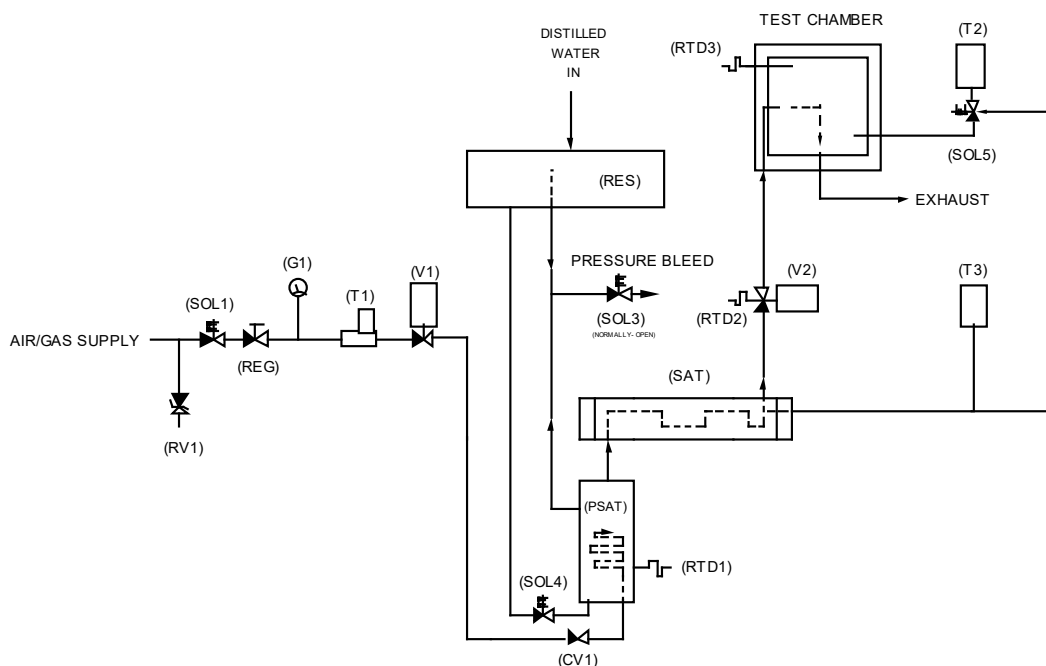 TEST CHAMBER
(T2)
DISTILLED
WATER
IN
(RTD3)
(SOL5)
(RES)
EXHAUST
(G1)
(V1)
PRESSURE BLEED
(V2)
(T3)
(SOL1)
(T1)
(SOL3)
(NORMALLY- OPEN)
(RTD2)
AIR/GAS SUPPLY
(REG)
(SAT)
(RV1)
(PSAT)
(RTD1)
(SOL4)
(CV1)